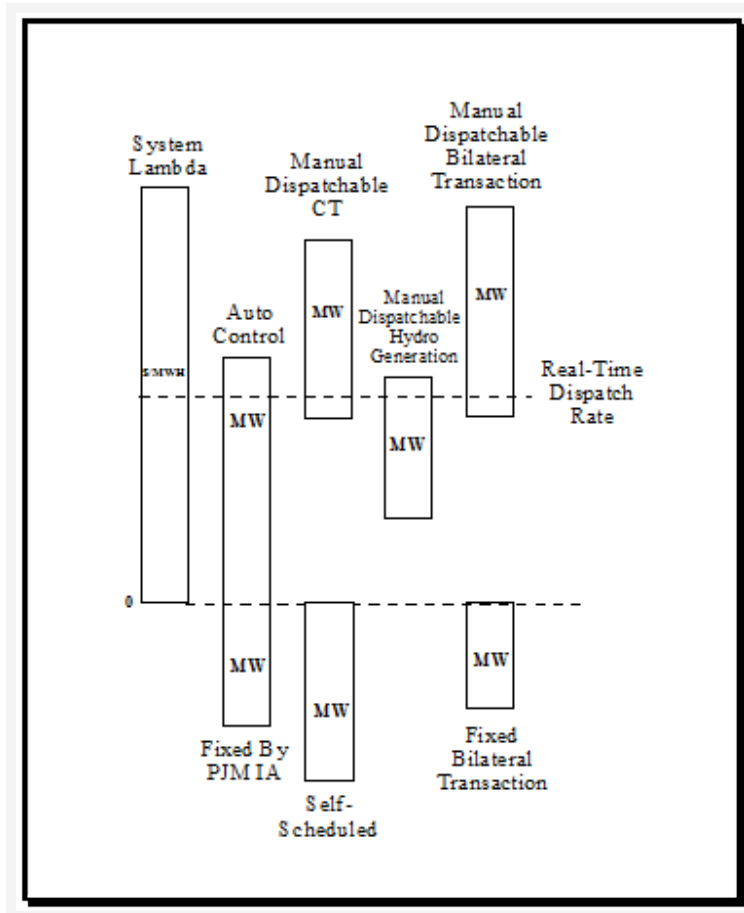 System
Lambda
Manual
Dispatchable
CT
Manual
Dispatchable
Bilateral
Transaction
Auto
Control
MW
Manual
Dispatchable
Hydro
Generation
MW
$/MWH
Real-Time
Dispatch
Rate
MW
MW
0
MW
MW
MW
Fixed By
PJM IA
Self-
Scheduled
Fixed
Bilateral
Transaction